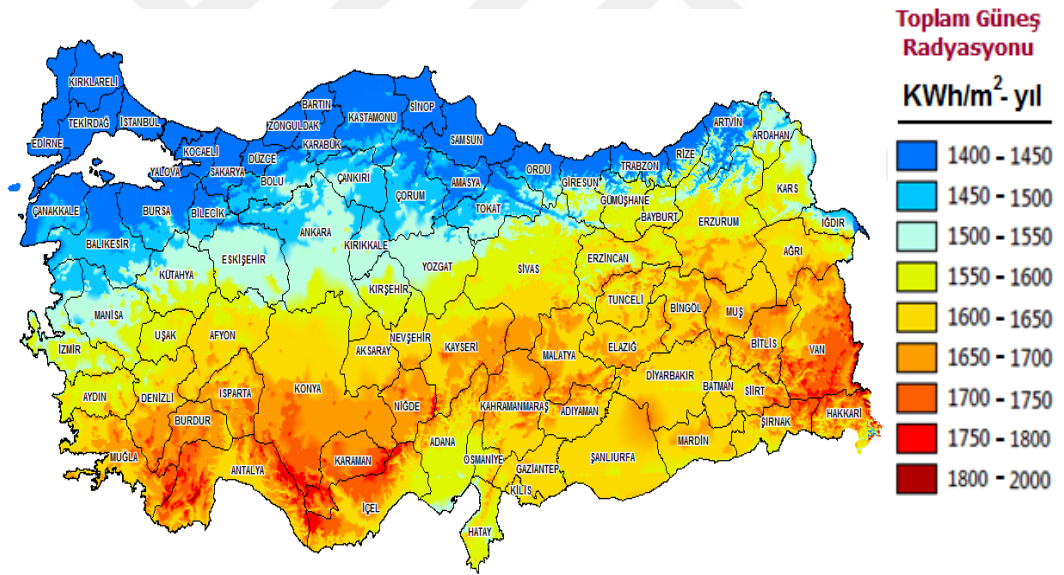 Toplam Güneş
Radyasyonu
KWh/m²- yıl
1400 - 1450
1450 - 1500
1500 - 1550
1550 - 1600
1600 - 1650
1650 - 1700
1700 - 1750
1750 - 1800
1800 - 2000
KIRKLARELİ
TEKİRDAĞ
İSTANBUL
EDİRNE
KOCAELİ
YALOVA
SAKARYA
DÜZCE
ZONGULDAK
BARTIN
KARABÜK
KASTAMONU
SİNOP
SAMSUN
ORDU
GİRESUN
TRABZON
RİZE
ARTVİN
ARDAHAN
BOLU
ÇANKIRI
ÇORUM
AMASYA
TOKAT
GÜMÜŞHANE
BAYBURT
ERZURUM
KARS
IĞDIR
ÇANAKKALE
BURSA
BİLECİK
BALIKESİR
KÜTAHYA
ESKİŞEHİR
ANKARA
KIRIKKALE
YOZGAT
KIRŞEHİR
SİVAS
ERZİNCAN
AĞRI
MANİSA
UŞAK
AFYON
İZMİR
AKSARAY
NEVŞEHİR
KAYSERİ
MALATYA
TUNCELİ
BİNGÖL
ELAZIĞ
MUŞ
BİTLİS
VAN
AYDIN
DENİZLİ
ISPARTA
BURDUR
KONYA
NİĞDE
KAHRAMANMARAŞ
ADIYAMAN
DİYARBAKIR
BATMAN
SİİRT
ŞIRNAK
HAKKARİ
MUĞLA
ANTALYA
KARAMAN
İÇEL
ADANA
OSMANİYE
GAZİANTEP
KİLİS
ŞANLIURFA
MARDİN
HATAY